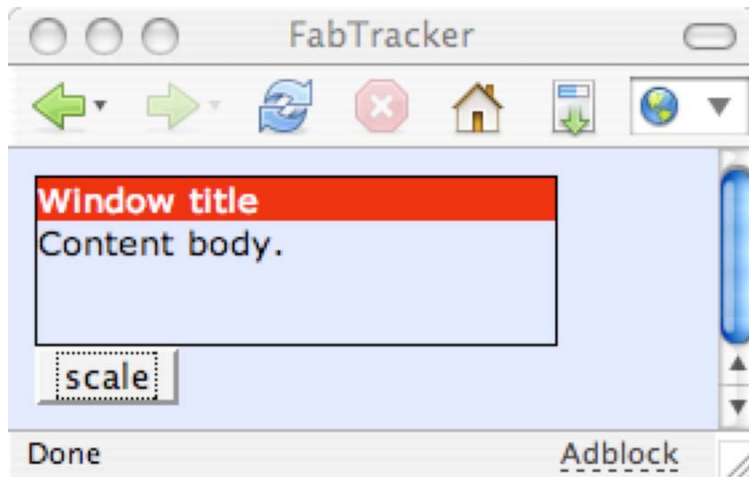 FabTracker
Window title
Content body.
scale
Done Adblock